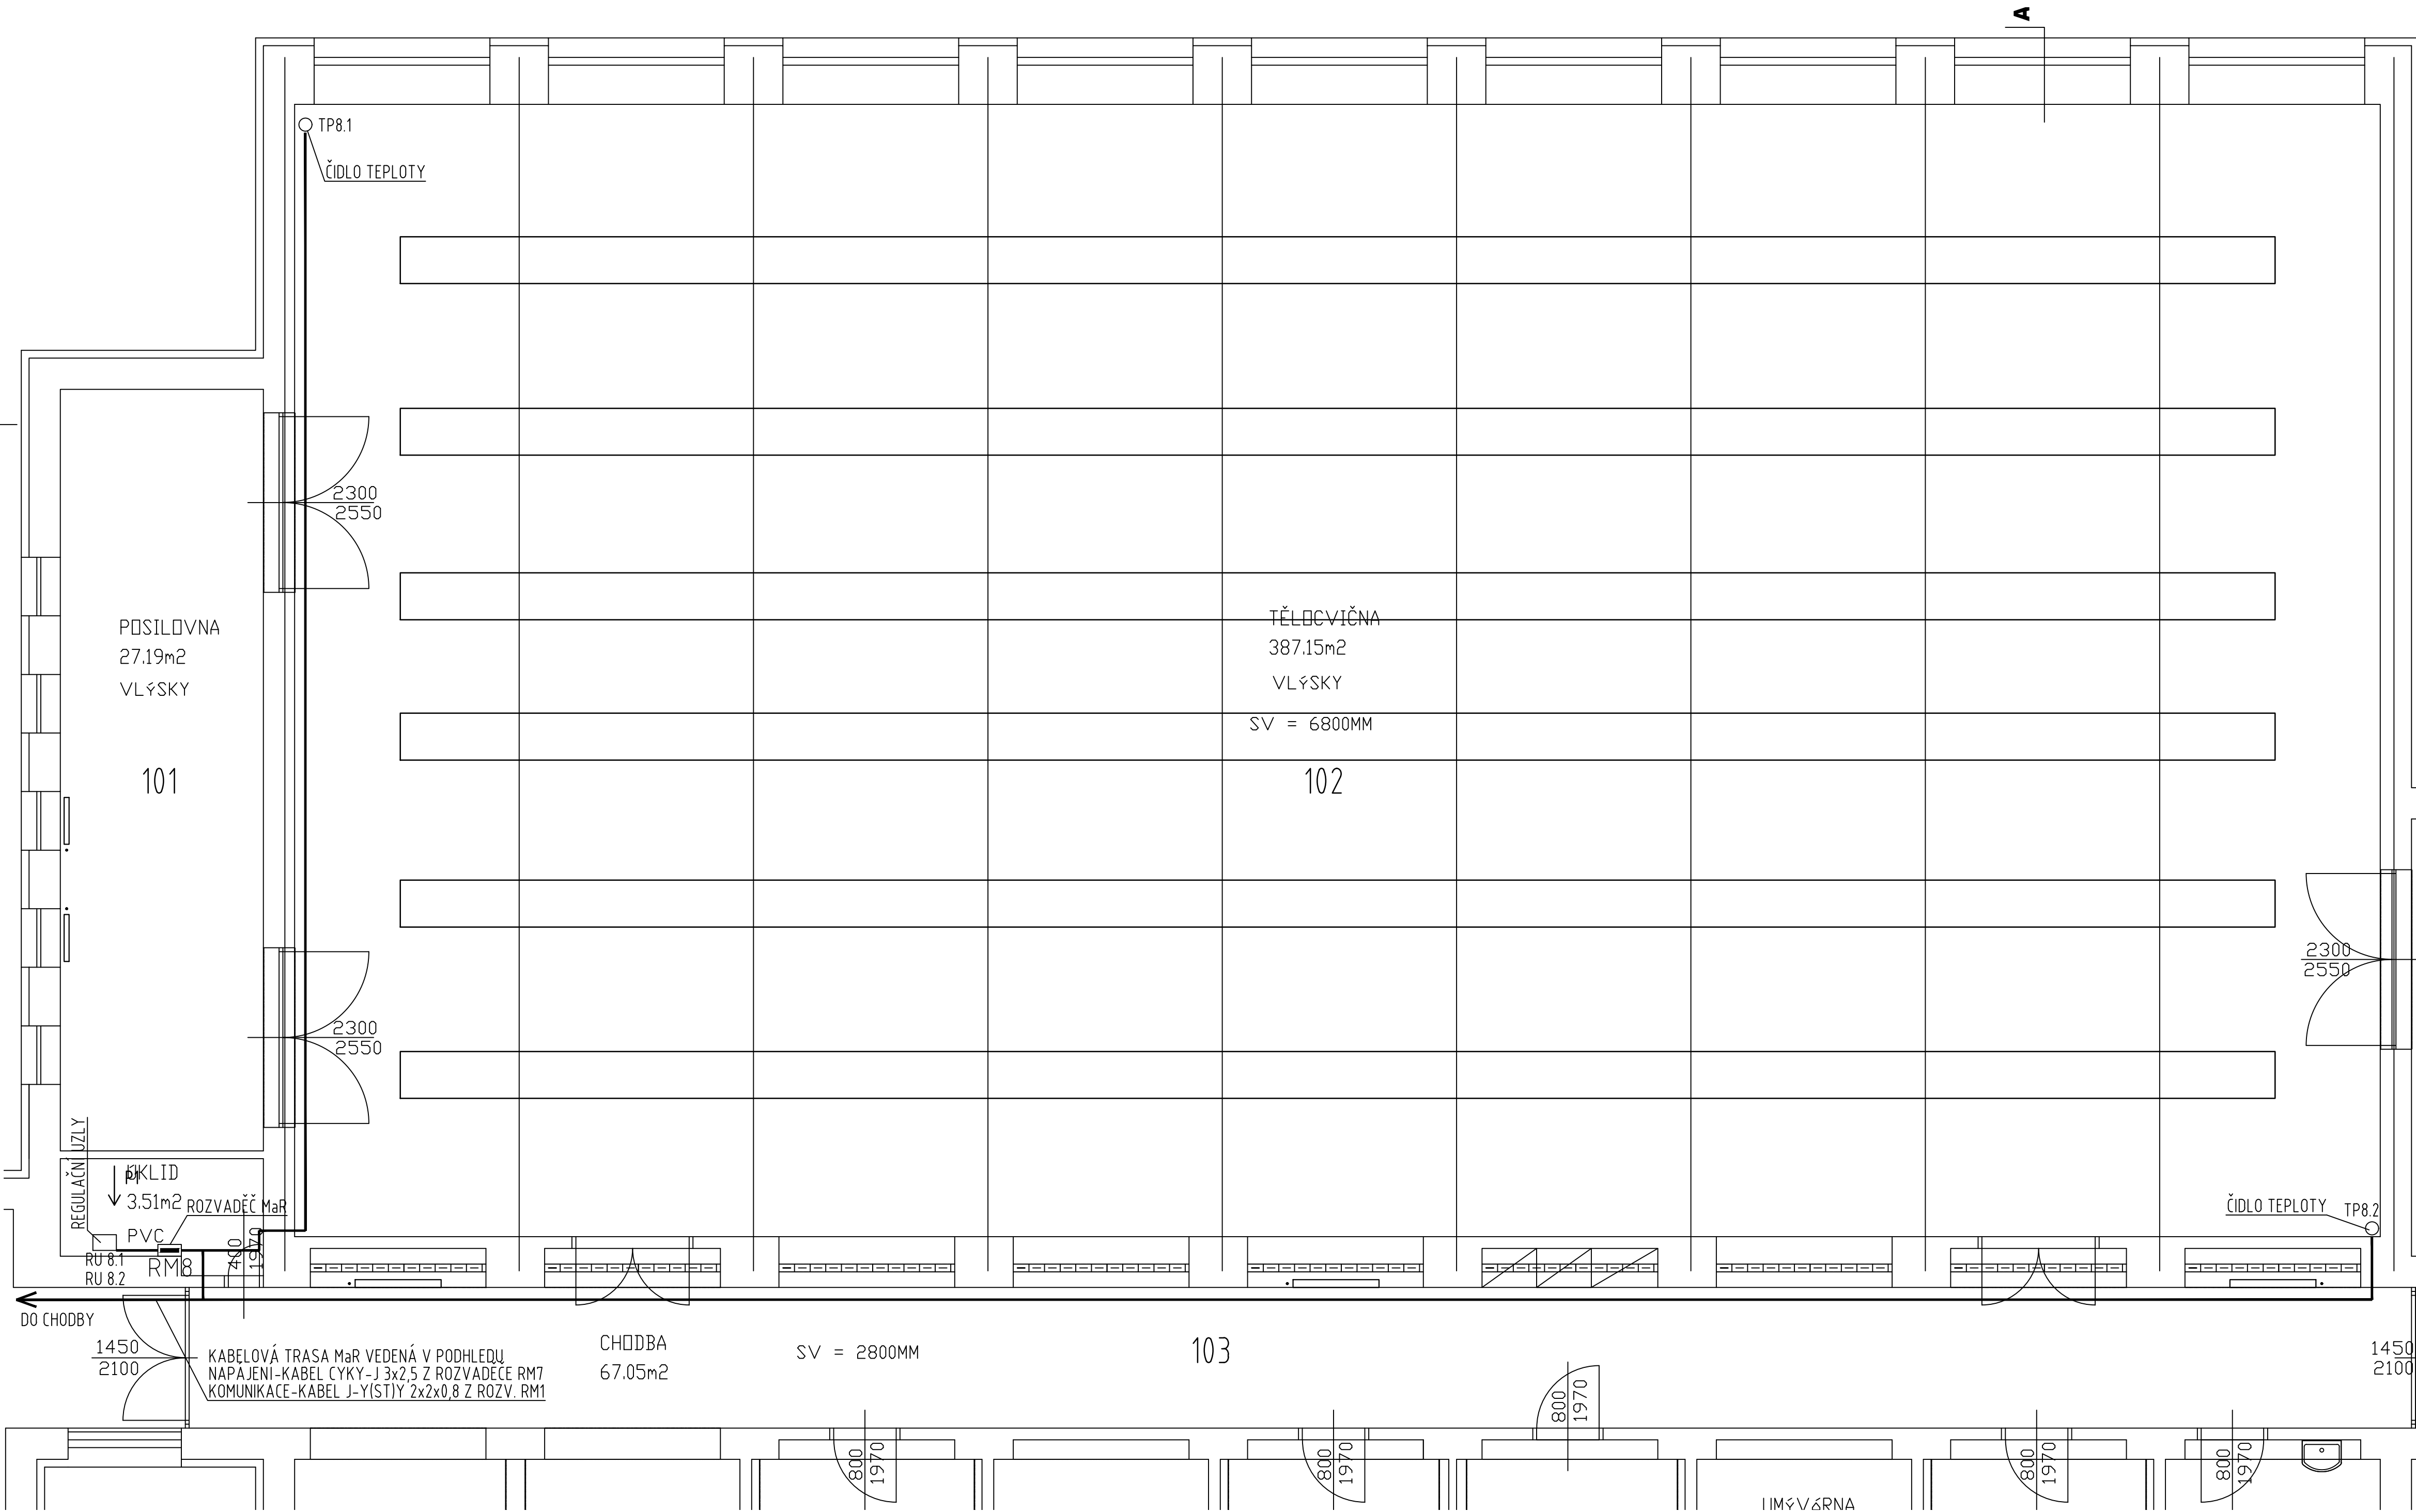 A
TP8.1
ČIDLO TEPLOTY
2300
2550
POSILOVNA
27.19m2
VLÝSKY
101
TĚLOCVIČNA
387.15m2
VLÝSKY
SV = 6800MM
102
2300
2550
2300
2550
REGULAČNÍ UZLY
P1
ÚKLID
3.51m2
PVC
ROZVADĚČ MaR
RU 8.1
RU 8.2
RM8
1970
ČIDLO TEPLOTY
TP8.2
DO CHODBY
1450
2100
KABELOVÁ TRASA MaR VEDENÁ V PODHLEDU
NAPÁJENÍ-KABEL CYKY-J 3x2,5 Z ROZVADĚČE RM7
KOMUNIKACE-KABEL J-Y(ST)Y 2x2x0,8 Z ROZV. RM1
CHODBA
67.05m2
SV = 2800MM
103
1450
2100
800
1970
800
1970
800
1970
800
1970
800
1970
UMÝVÁRNA